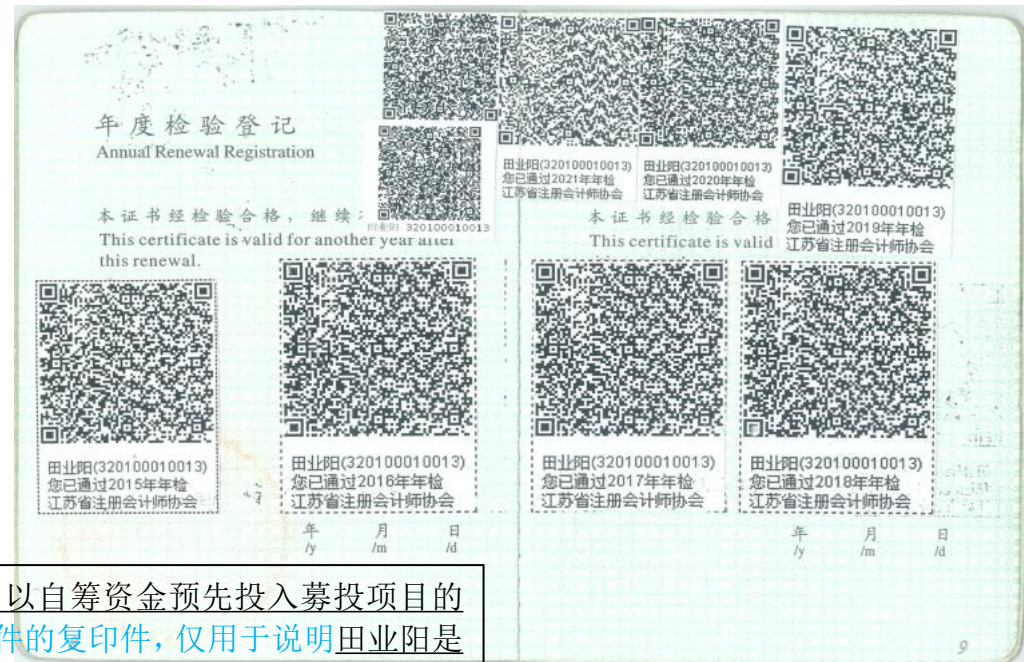 年度检验登记
Annual Renewal Registration
本证书经检验合格，继续
This certificate is valid for another year after
this renewal.
田业阳 320100010013
田业阳(320100010013)
您已通过2021年年检
江苏省注册会计师协会
田业阳(320100010013)
您已通过2020年年检
江苏省注册会计师协会
田业阳(320100010013)
您已通过2019年年检
江苏省注册会计师协会
本证书经检验合格
This certificate is valid
田业阳(320100010013)
您已通过2015年年检
江苏省注册会计师协会
田业阳(320100010013)
您已通过2016年年检
江苏省注册会计师协会
田业阳(320100010013)
您已通过2017年年检
江苏省注册会计师协会
田业阳(320100010013)
您已通过2018年年检
江苏省注册会计师协会
年 月 日
/y /m /d
年 月 日
/y /m /d
以自筹资金预先投入募投项目的
件的复印件，仅用于说明田业阳是
9